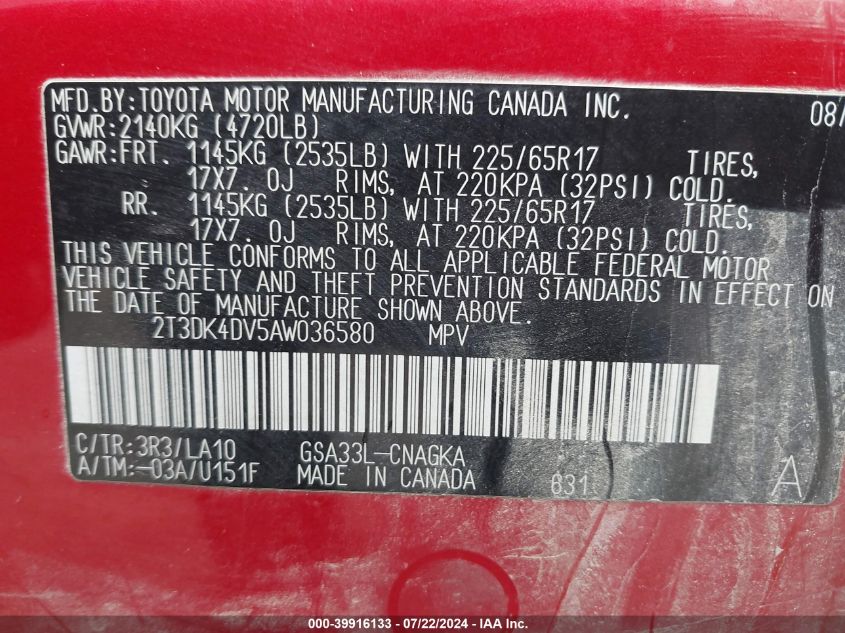 MFD.BY:TOYOTA MOTOR MANUFACTURING CANADA INC. 08/
GVWR:2140KG (4720LB)
GAWR:FRT. 1145KG (2535LB) WITH 225/65R17 TIRES,
17X7. 0J RIMS, AT 220KPA (32PSI) COLD.
RR. 1145KG (2535LB) WITH 225/65R17 TIRES,
17X7. 0J RIMS, AT 220KPA (32PSI) COLD.
THIS VEHICLE CONFORMS TO ALL APPLICABLE FEDERAL MOTOR
VEHICLE SAFETY AND THEFT PREVENTION STANDARDS IN EFFECT ON
THE DATE OF MANUFACTURE SHOWN ABOVE.
2T3DK4DV5AW036580 MPV
C/TR:3R3/LA10 GSA33L-CNAGKA
A/TM:-03A/U151F MADE IN CANADA 831 A
000-39916133 - 07/22/2024 - IAA Inc.